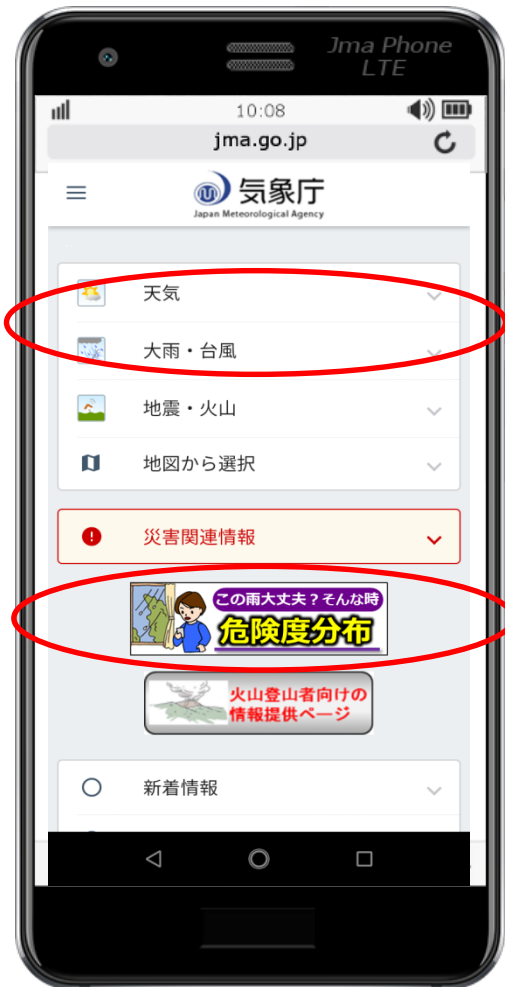 Jma Phone
LTE
10:08
jma.go.jp
気象庁
Japan Meteorological Agency
天気
大雨・台風
地震・火山
地図から選択
災害関連情報
この雨大丈夫？そんな時
危険度分布
火山登山者向けの
情報提供ページ
新着情報